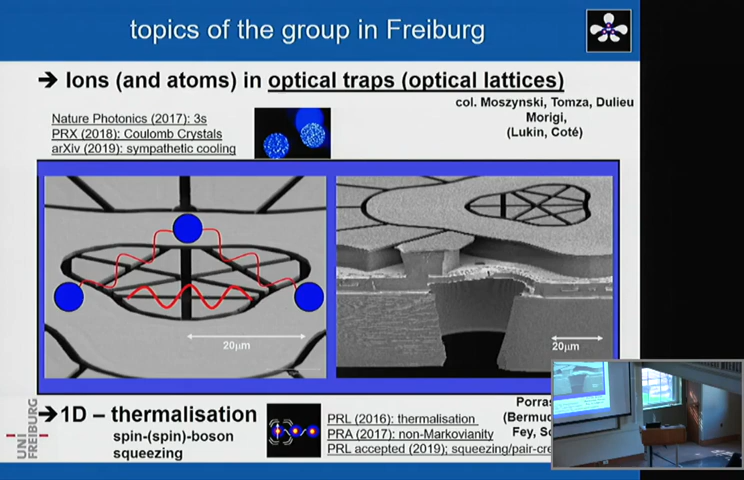 topics of the group in Freiburg
➔ Ions (and atoms) in optical traps (optical lattices)
col. Moszynski, Tomza, Dulieu
Morigi,
(Lukin, Coté)
Nature Photonics (2017): 3s
PRX (2018): Coulomb Crystals
arXiv (2019): sympathetic cooling
20µm
20µm
➔ 1D – thermalisation
spin-(spin)-boson
squeezing
PRL (2016): thermalisation
PRA (2017): non-Markovianity
PRL accepted (2019); squeezing/pair-cre
Porras
(Bermu
Fey, Sc
UNI
FREIBURG